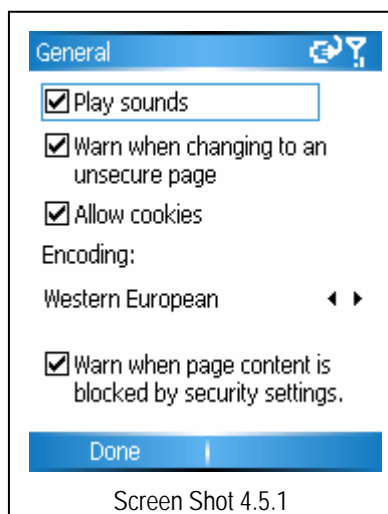 General
Play sounds
Warn when changing to an
unsecure page
Allow cookies
Encoding:
Western European
Warn when page content is
blocked by security settings.
Done
Screen Shot 4.5.1